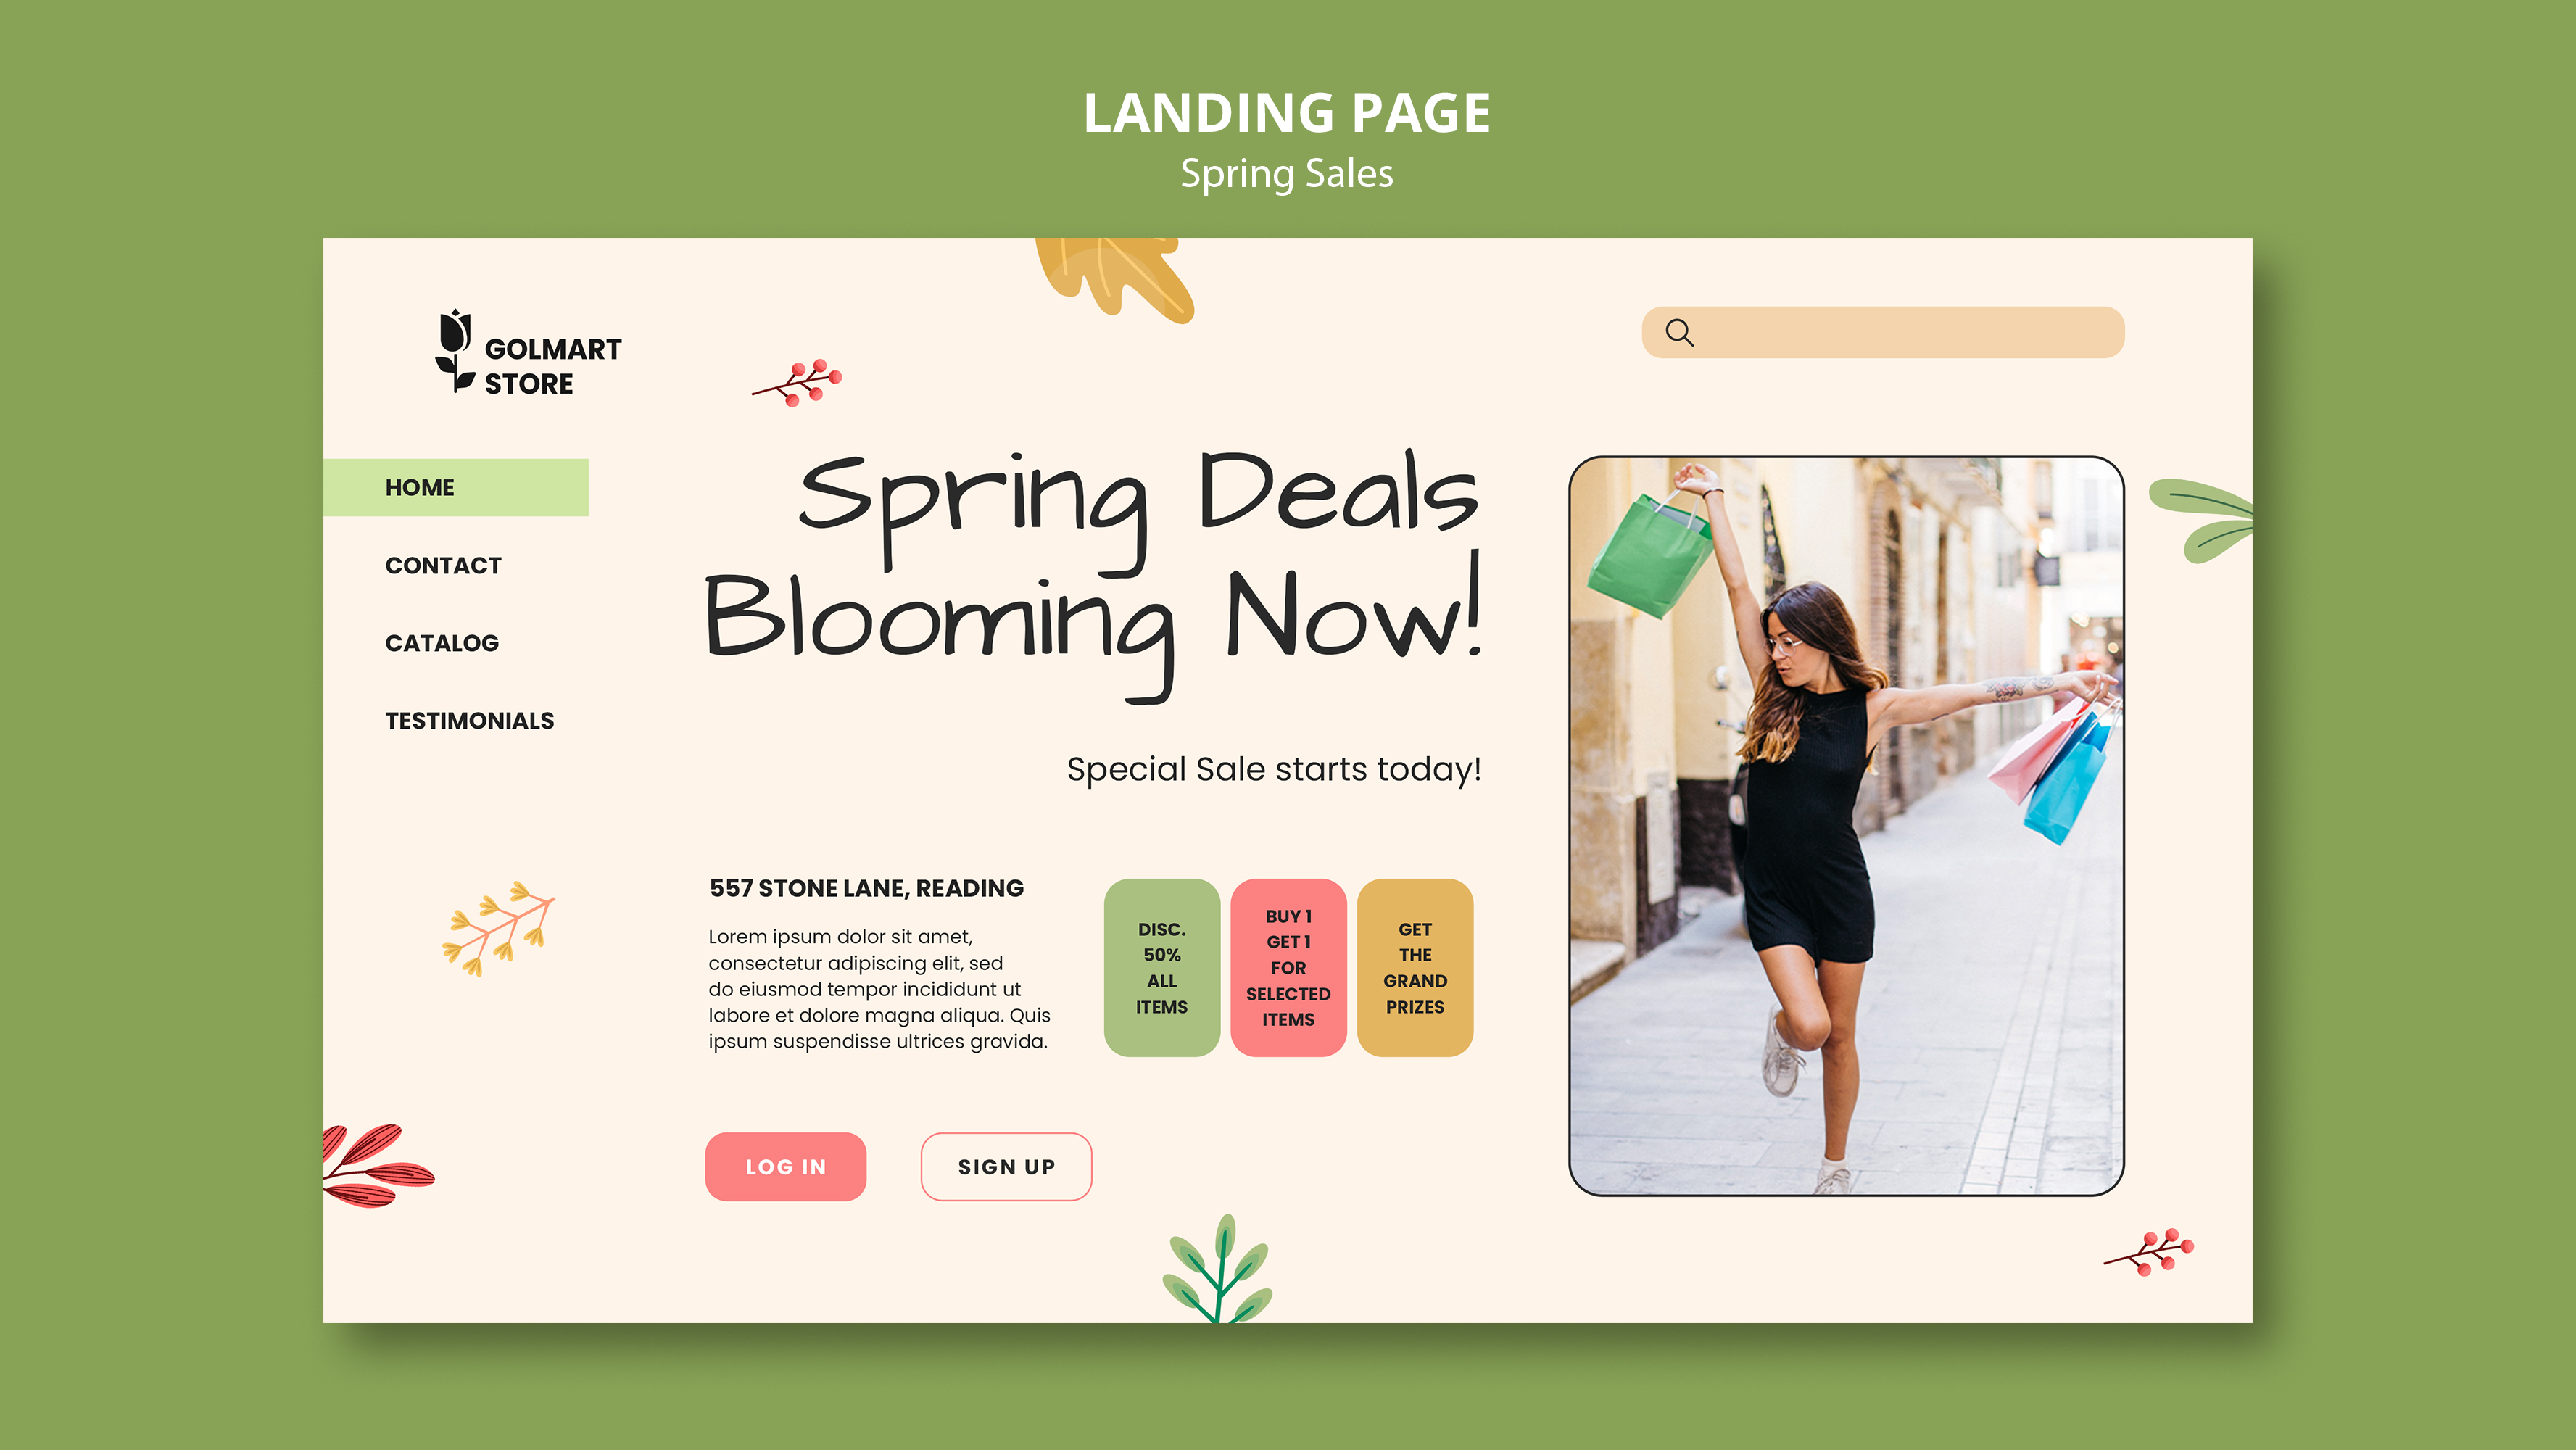 LANDING PAGE
Spring Sales
GOLMART
STORE
HOME
CONTACT
CATALOG
TESTIMONIALS
Spring Deals
Blooming Now!
Special Sale starts today!
557 STONE LANE, READING
Lorem ipsum dolor sit amet,
consectetur adipiscing elit, sed
do eiusmod tempor incididunt ut
labore et dolore magna aliqua. Quis
ipsum suspendisse ultrices gravida.
DISC.
50%
ALL
ITEMS
BUY 1
GET 1
FOR
SELECTED
ITEMS
GET
THE
GRAND
PRIZES
LOG IN
SIGN UP